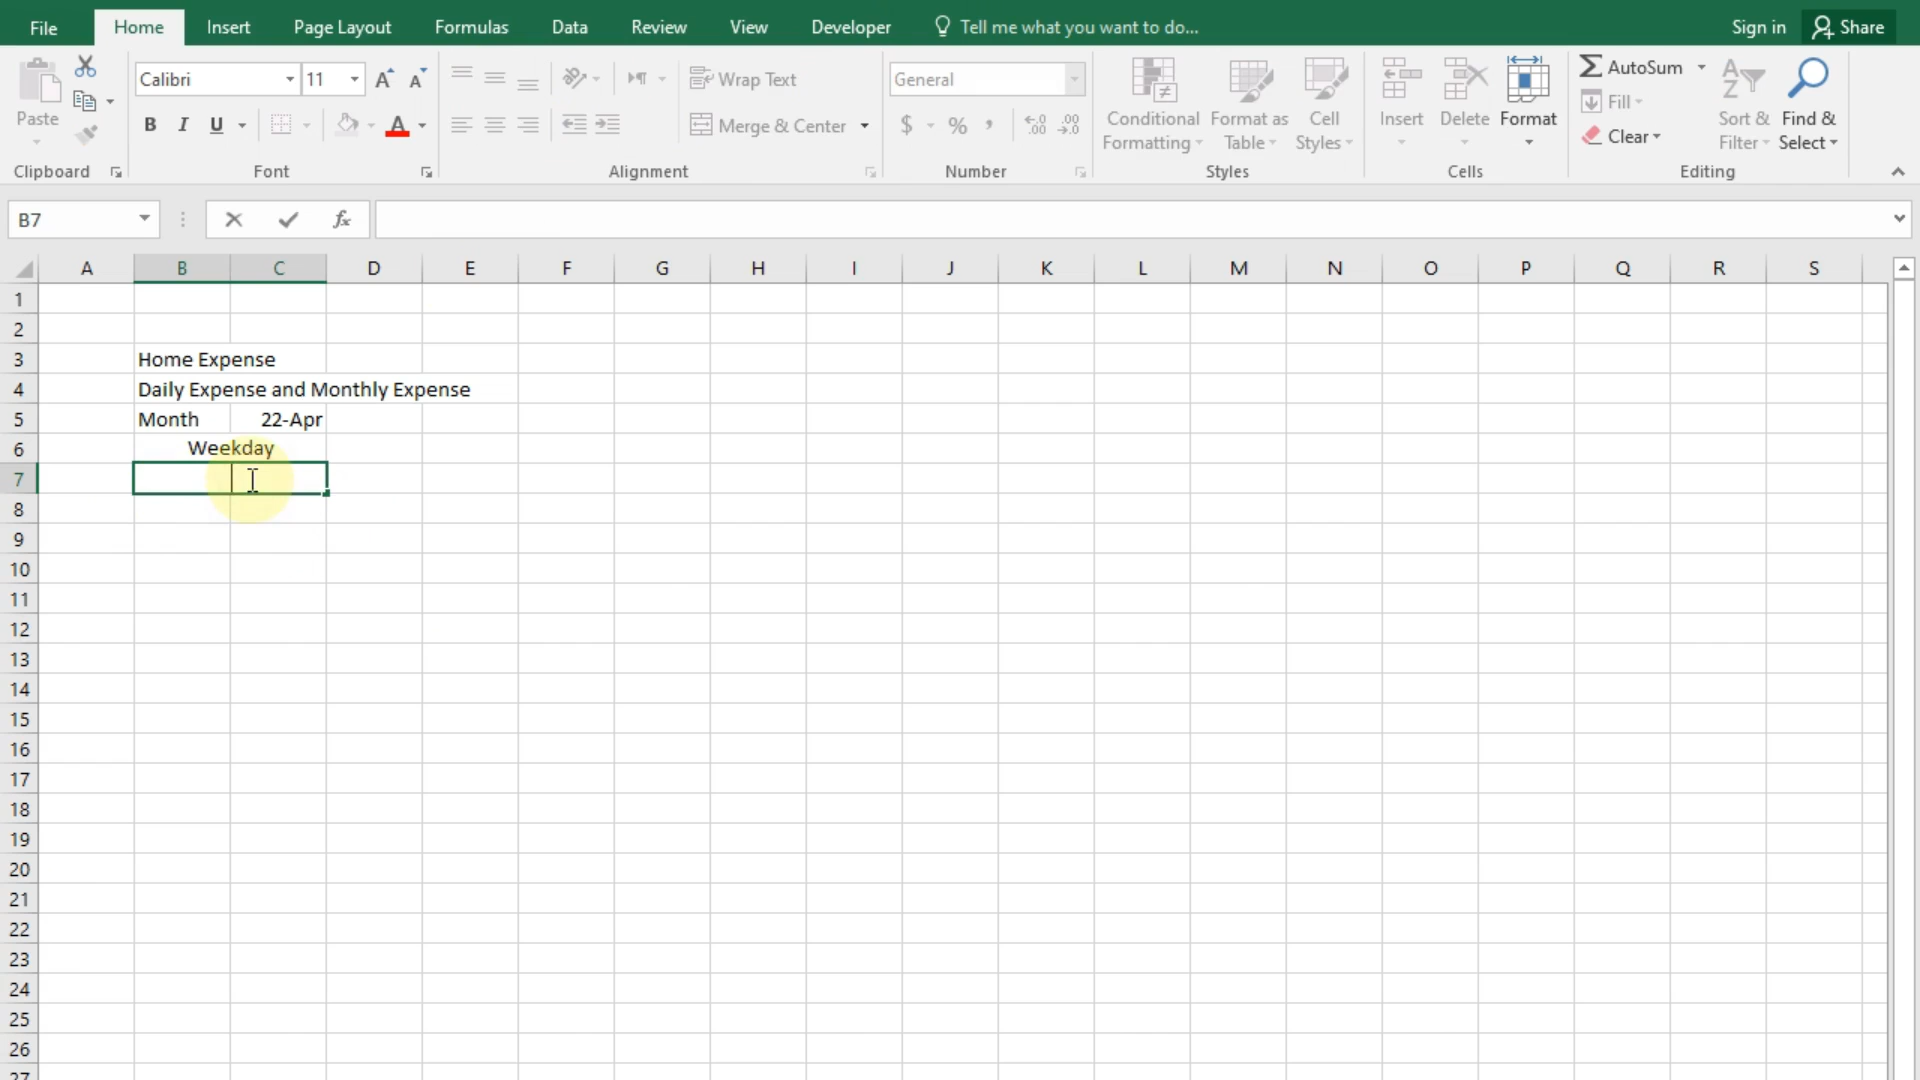 File Home Insert Page Layout Formulas Data Review View Developer Tell me what you want to do... Sign in Share
Paste
Clipboard
Calibri 11
B I U A
Font
Wrap Text
Merge & Center
Alignment
General
$ % ,
Number
Conditional Formatting
Format as Table
Cell Styles
Styles
Insert Delete Format
Cells
AutoSum
Fill
Clear
Sort & Filter
Find & Select
Editing
B7 fx
A B C D E F G H I J K L M N O P Q R S
1
2
3 Home Expense
4 Daily Expense and Monthly Expense
5 Month 22-Apr
6 Weekday
7
8
9
10
11
12
13
14
15
16
17
18
19
20
21
22
23
24
25
26
27